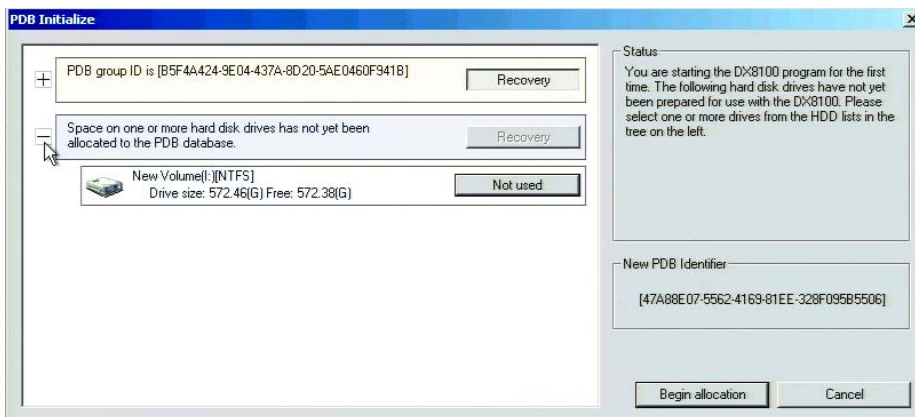 PDB Initialize
PDB group ID is [B5F4A424-9E04-437A-8D20-5AE0460F941B]
Recovery
Space on one or more hard disk drives has not yet been
allocated to the PDB database.
Recovery
New Volume(I:)[NTFS]
Drive size: 572.46(G) Free: 572.38(G)
Not used
Status
You are starting the DX8100 program for the first
time. The following hard disk drives have not yet
been prepared for use with the DX8100. Please
select one or more drives from the HDD lists in the
tree on the left.
New PDB Identifier
[47A88E07-5562-4169-81EE-328F095B5506]
Begin allocation
Cancel